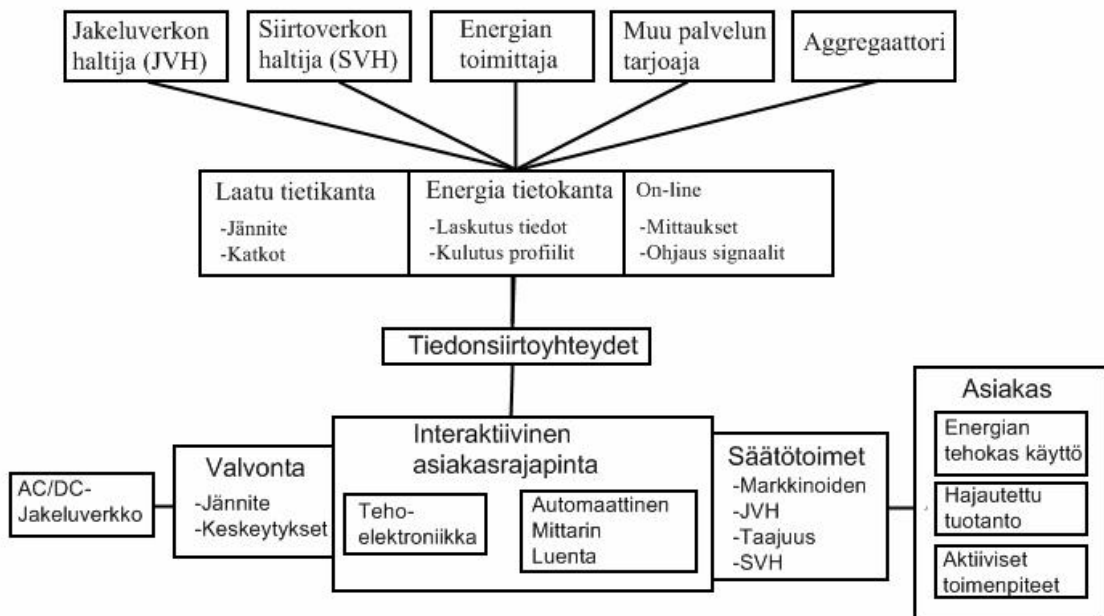 Jakeluverkon
haltija (JVH)
Siirtoverkon
haltija (SVH)
Energian
toimittaja
Muu palvelun
tarjoaja
Aggregaattori
Laatu tietikanta
-Jännite
-Katkot
Energia tietokanta
-Laskutus tiedot
-Kulutus profiilit
On-line
-Mittaukset
-Ohjaus signaalit
Tiedonsiirtoyhteydet
AC/DC-
Jakeluverkko
Valvonta
-Jännite
-Keskeytykset
Interaktiivinen
asiakasrajapinta
Teho-
elektroniikka
Automaattinen
Mittarin
Luenta
Säätötoimet
-Markkinoiden
-JVH
-Taajuus
-SVH
Asiakas
Energian
tehokas käyttö
Hajautettu
tuotanto
Aktiiviset
toimenpiteet